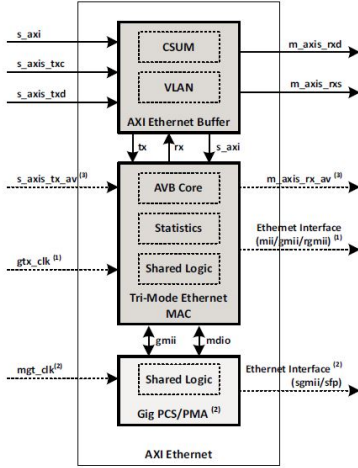 s_axi
s_axis_txc
s_axis_txd
CSUM
VLAN
AXI Ethernet Buffer
m_axis_rxd
m_axis_rxs
tx
rx
s_axi
s_axis_tx_av (3)
AVB Core
m_axis_rx_av (3)
Statistics
Ethernet Interface
(mii/gmii/rgmii) (1)
gtx_clk (1)
Shared Logic
Tri-Mode Ethernet
MAC
gmii
mdio
mgt_clk (2)
Shared Logic
Ethernet Interface (2)
(sgmii/sfp)
Gig PCS/PMA (2)
AXI Ethernet